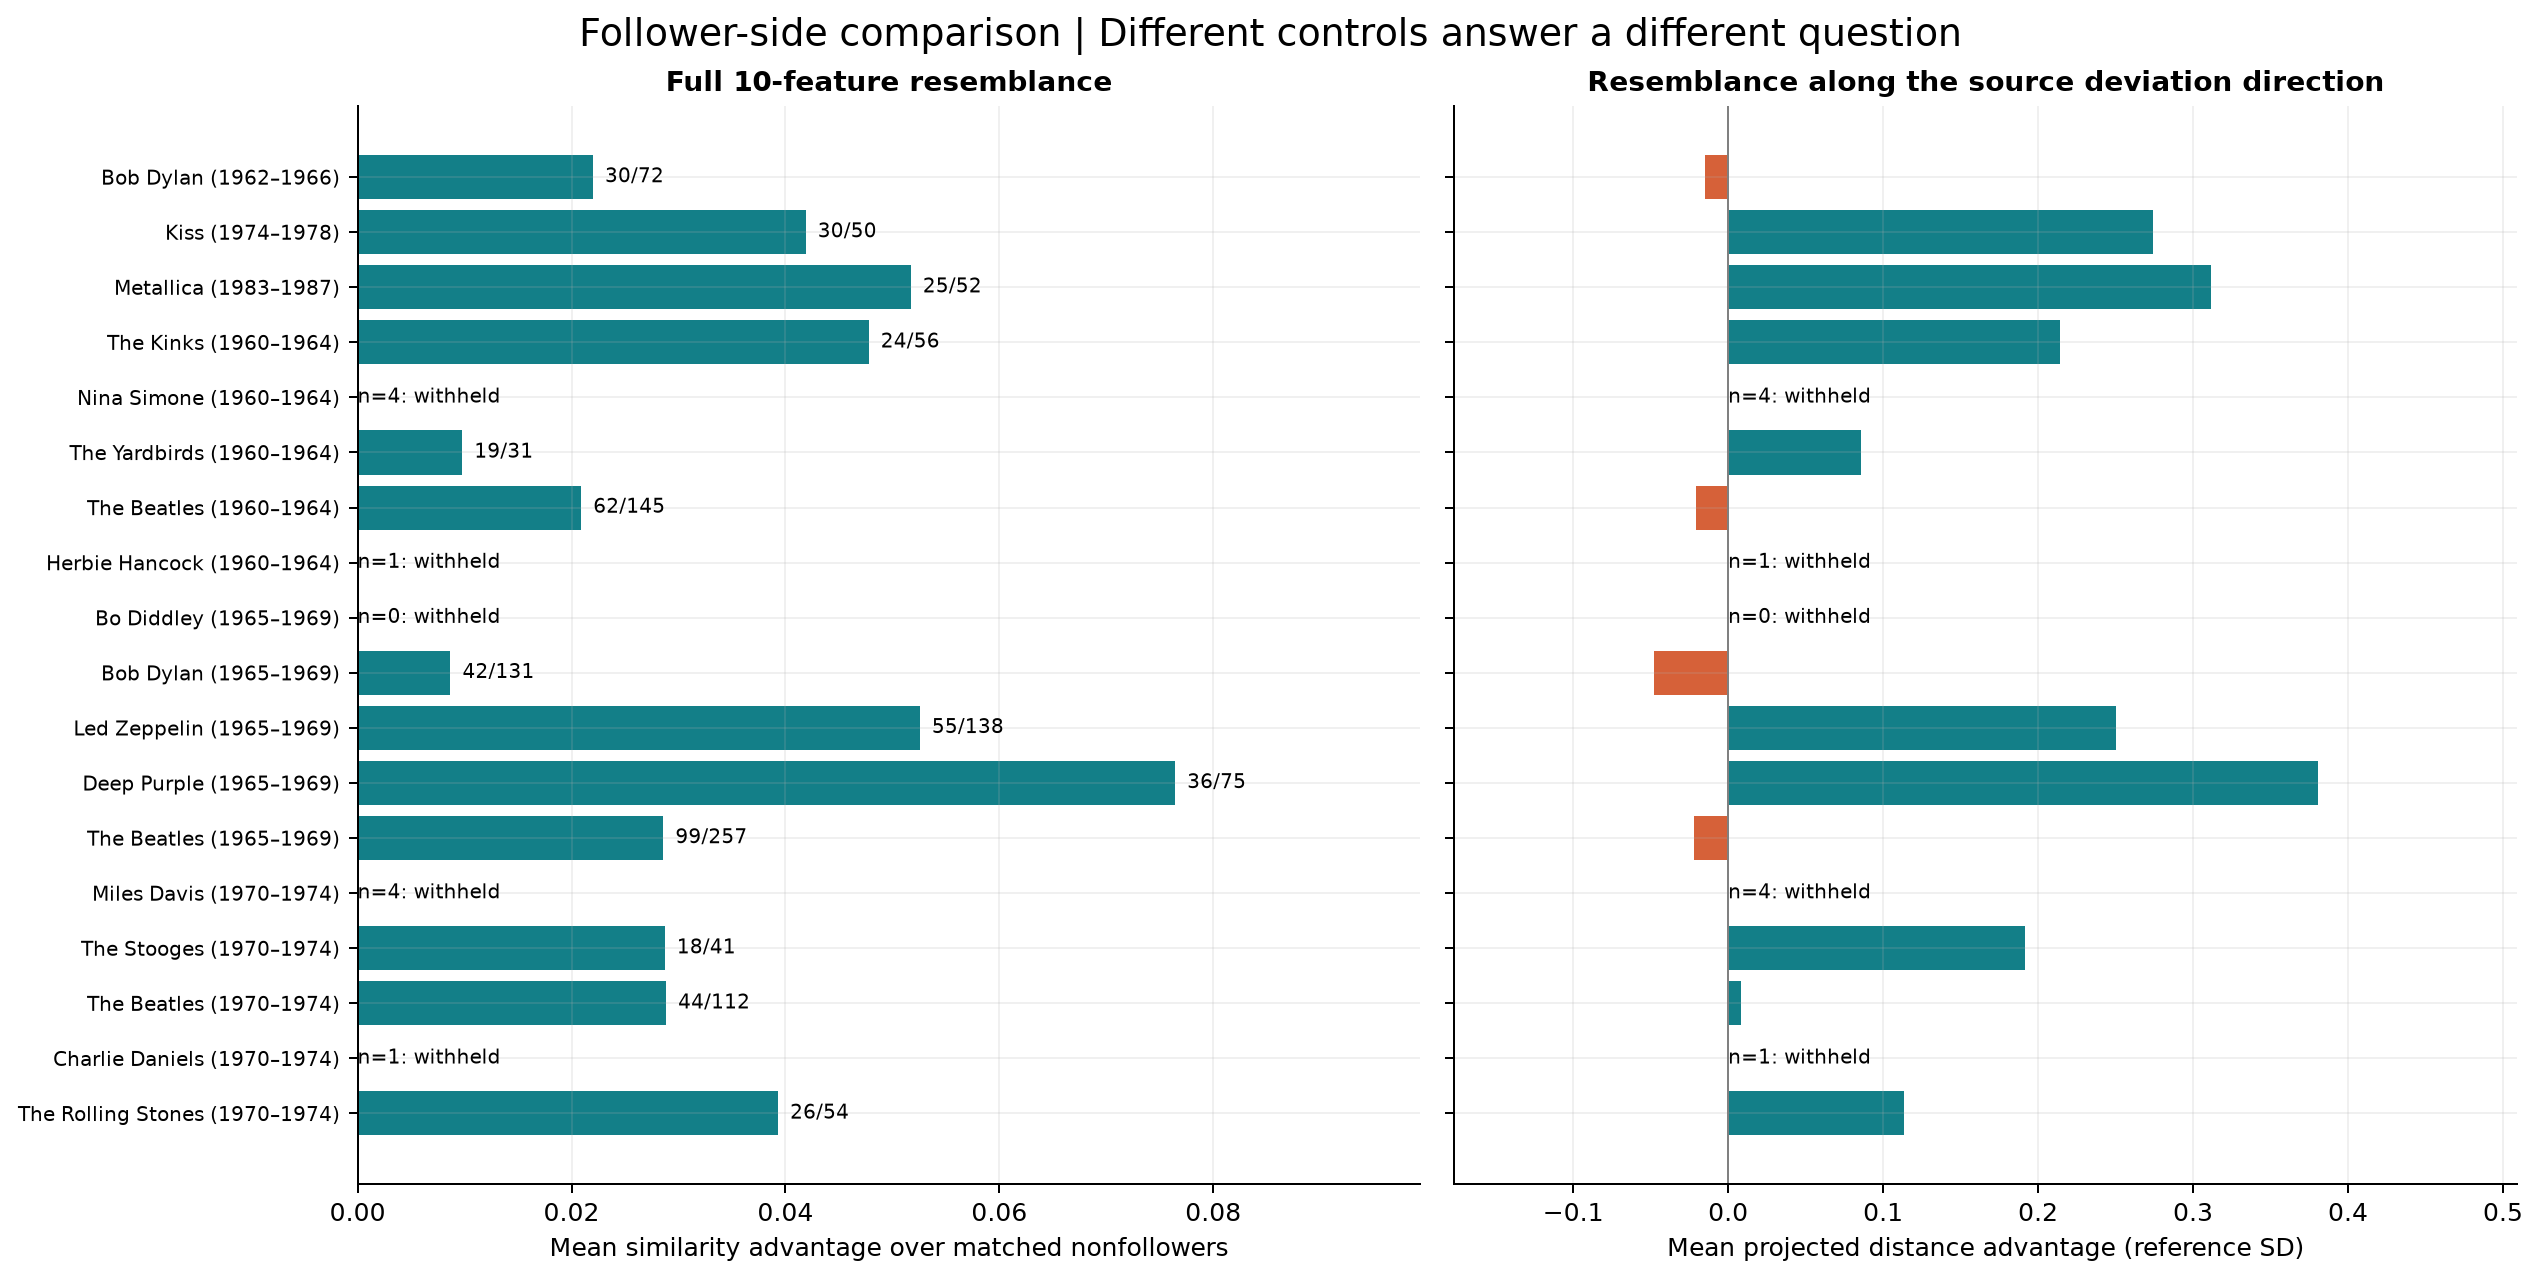 Follower-side comparison | Different controls answer a different question
Full 10-feature resemblance
Bob Dylan (1962–1966)
30/72
Kiss (1974–1978)
30/50
Metallica (1983–1987)
25/52
The Kinks (1960–1964)
24/56
Nina Simone (1960–1964)
n=4: withheld
The Yardbirds (1960–1964)
19/31
The Beatles (1960–1964)
62/145
Herbie Hancock (1960–1964)
n=1: withheld
Bo Diddley (1965–1969)
n=0: withheld
Bob Dylan (1965–1969)
42/131
Led Zeppelin (1965–1969)
55/138
Deep Purple (1965–1969)
36/75
The Beatles (1965–1969)
99/257
Miles Davis (1970–1974)
n=4: withheld
The Stooges (1970–1974)
18/41
The Beatles (1970–1974)
44/112
Charlie Daniels (1970–1974)
n=1: withheld
The Rolling Stones (1970–1974)
26/54
0.00 0.02 0.04 0.06 0.08
Mean similarity advantage over matched nonfollowers
Resemblance along the source deviation direction
n=4: withheld
n=1: withheld
n=0: withheld
n=4: withheld
n=1: withheld
−0.1 0.0 0.1 0.2 0.3 0.4 0.5
Mean projected distance advantage (reference SD)